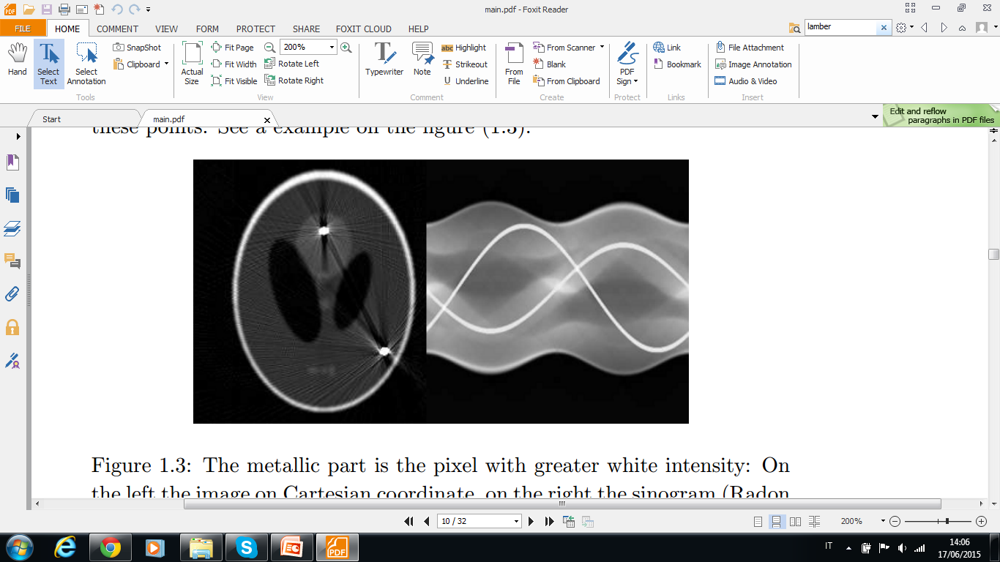 main.pdf - Foxit Reader
FILE HOME COMMENT VIEW FORM PROTECT SHARE FOXIT CLOUD HELP
lamber
Hand
Select Text
Select Annotation
SnapShot
Clipboard
Tools
Actual Size
Fit Page
Fit Width
Fit Visible
200%
Rotate Left
Rotate Right
View
Typewriter
Note
abc Highlight
Strikeout
U Underline
Comment
From File
From Scanner
Blank
From Clipboard
Create
PDF Sign
Protect
Link
Bookmark
Links
File Attachment
Image Annotation
Audio & Video
Insert
Start
main.pdf
Edit and reflow
paragraphs in PDF files
these points. See a example on the figure (1.3).
Figure 1.3: The metallic part is the pixel with greater white intensity: On
the left the image on Cartesian coordinate, on the right the sinogram (Radon
10 / 32
200%
PDF
IT
14:06
17/06/2015